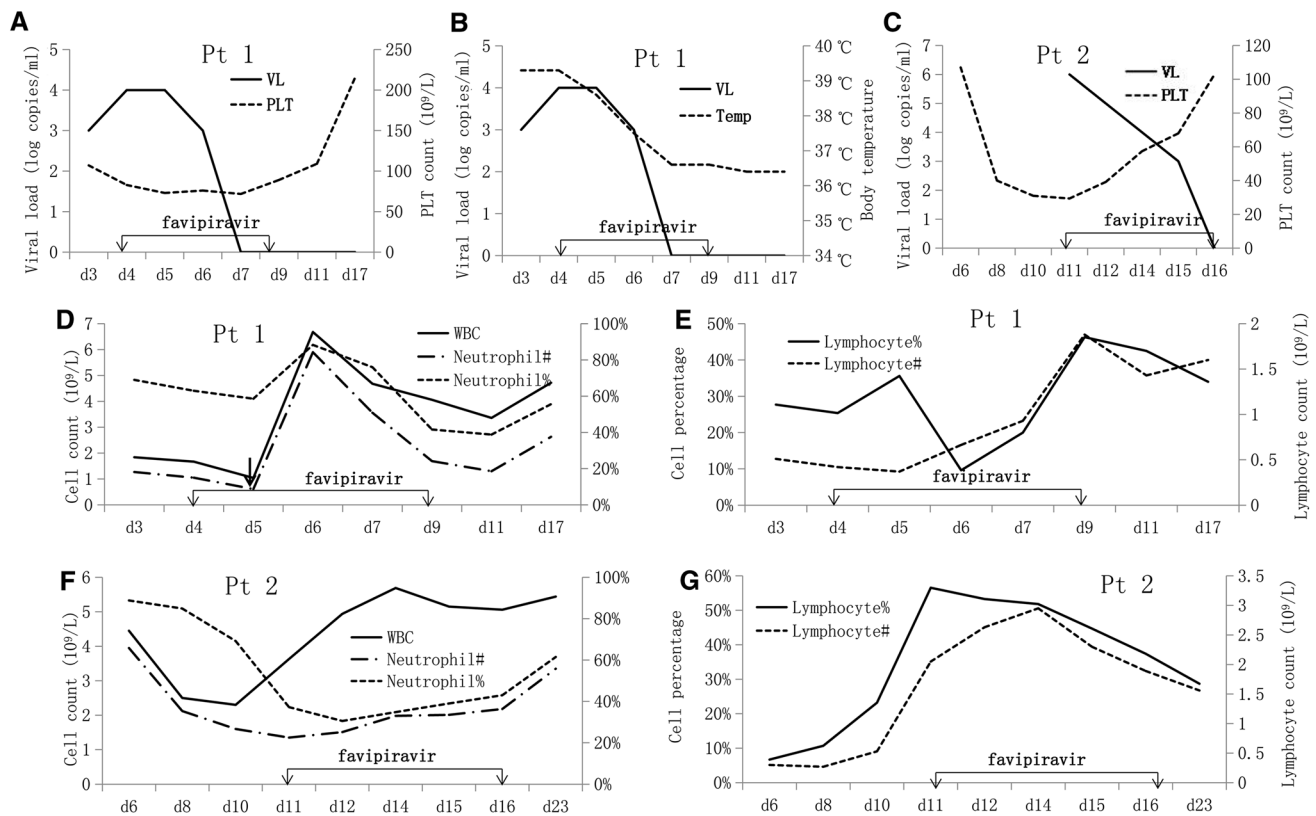 A
Pt 1
Viral load (log copies/ml)
5
4
3
2
1
0
VL
PLT
favipiravir
250
200
150
100
50
0
PLT count (10⁹/L)
d3 d4 d5 d6 d7 d9 d11 d17
B
Pt 1
Viral load (log copies/ml)
5
4
3
2
1
0
VL
Temp
favipiravir
40 ℃
39 ℃
38 ℃
37 ℃
36 ℃
35 ℃
34 ℃
Body temperature
d3 d4 d5 d6 d7 d9 d11 d17
C
Pt 2
Viral load (log copies/ml)
7
6
5
4
3
2
1
0
VL
PLT
favipiravir
120
100
80
60
40
20
0
PLT count (10⁹/L)
d6 d8 d10 d11 d12 d14 d15 d16
D
Pt 1
Cell count (10⁹/L)
7
6
5
4
3
2
1
0
WBC
Neutrophil#
Neutrophil%
favipiravir
100%
80%
60%
40%
20%
0%
d3 d4 d5 d6 d7 d9 d11 d17
E
Pt 1
Cell percentage
50%
40%
30%
20%
10%
0%
Lymphocyte%
Lymphocyte#
favipiravir
2
1.5
1
0.5
0
Lymphocyte count (10⁹/L)
d3 d4 d5 d6 d7 d9 d11 d17
F
Pt 2
Cell count (10⁹/L)
6
5
4
3
2
1
0
WBC
Neutrophil#
Neutrophil%
favipiravir
100%
80%
60%
40%
20%
0%
d6 d8 d10 d11 d12 d14 d15 d16 d23
G
Pt 2
Cell percentage
60%
50%
40%
30%
20%
10%
0%
Lymphocyte%
Lymphocyte#
favipiravir
3.5
3
2.5
2
1.5
1
0.5
0
Lymphocyte count (10⁹/L)
d6 d8 d10 d11 d12 d14 d15 d16 d23